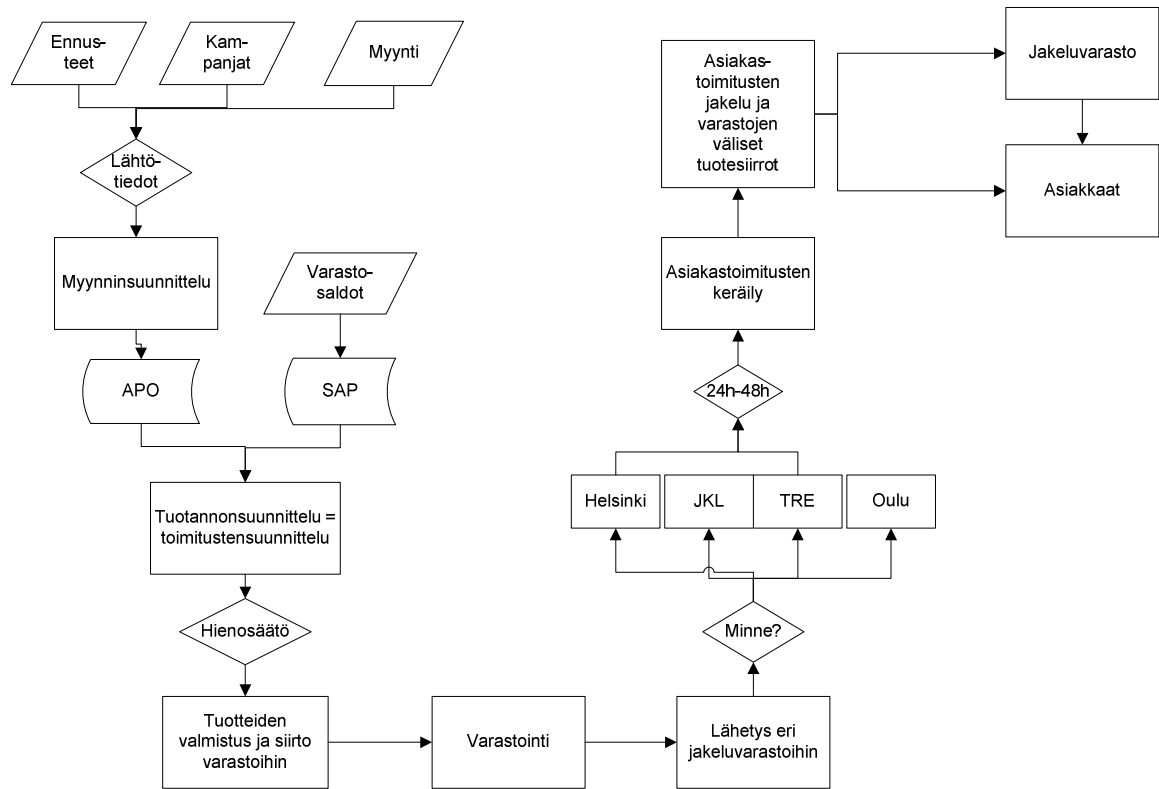 Ennus-
teet
Kam-
panjat
Myynti
Lähtö-
tiedot
Myynninsuunnittelu
Varasto-
saldot
APO
SAP
Tuotannonsuunnittelu =
toimitustensuunnittelu
Hienosäätö
Tuotteiden
valmistus ja siirto
varastoihin
Varastointi
Lähetys eri
jakeluvarastoihin
Minne?
Helsinki
JKL
TRE
Oulu
24h-48h
Asiakastoimitusten
keräily
Asiakas-
toimitusten
jakelu ja
varastojen
väliset
tuotesiirrot
Jakeluvarasto
Asiakkaat